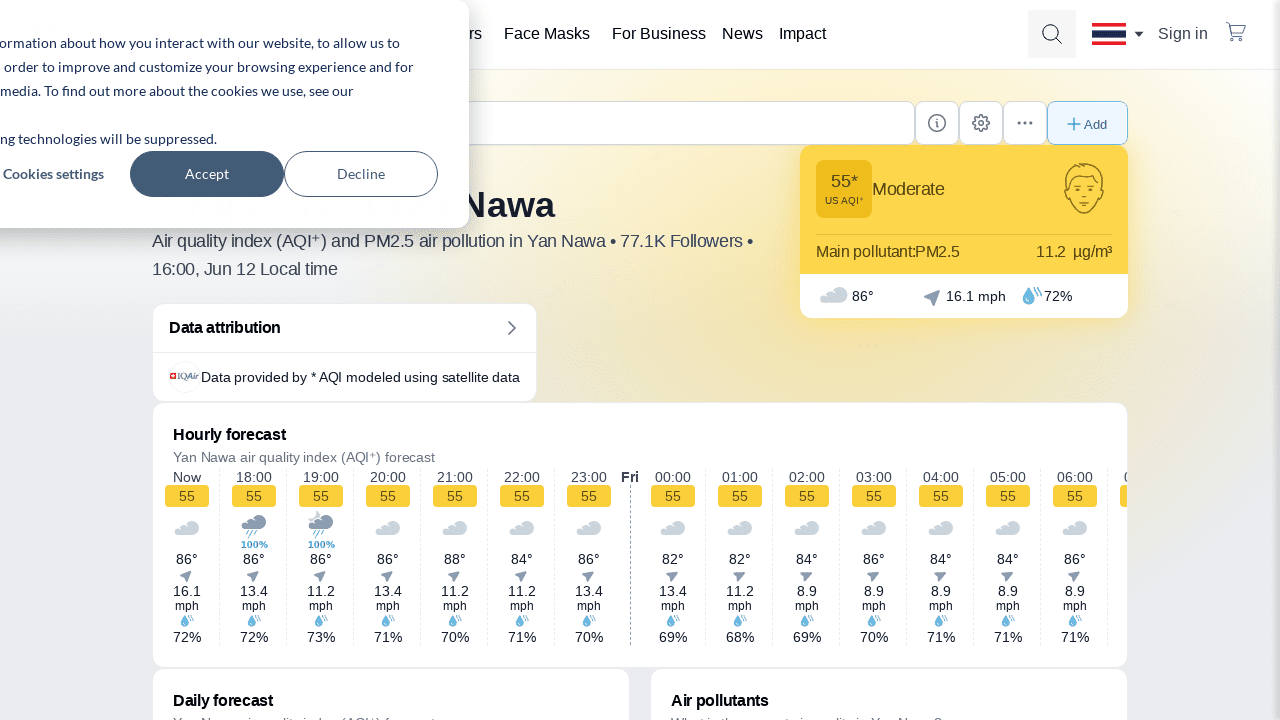 rs Face Masks For Business News Impact Sign in
ormation about how you interact with our website, to allow us to
order to improve and customize your browsing experience and for
media. To find out more about the cookies we use, see our
ng technologies will be suppressed.
Cookies settings Accept Decline
Add
Nawa
Air quality index (AQI⁺) and PM2.5 air pollution in Yan Nawa • 77.1K Followers •
16:00, Jun 12 Local time
55*
US AQI⁺
Moderate
Main pollutant:PM2.5 11.2 µg/m³
86° 16.1 mph 72%
Data attribution
IQAir Data provided by * AQI modeled using satellite data
Hourly forecast
Yan Nawa air quality index (AQI⁺) forecast
Now 18:00 19:00 20:00 21:00 22:00 23:00 Fri 00:00 01:00 02:00 03:00 04:00 05:00 06:00
55 55 55 55 55 55 55 55 55 55 55 55 55 55
100% 100%
86° 86° 86° 86° 88° 84° 86° 82° 82° 84° 86° 84° 84° 86°
16.1 13.4 11.2 13.4 11.2 11.2 13.4 13.4 11.2 8.9 8.9 8.9 8.9 8.9
mph mph mph mph mph mph mph mph mph mph mph mph mph mph
72% 72% 73% 71% 70% 71% 70% 69% 68% 69% 70% 71% 71% 71%
Daily forecast
Air pollutants